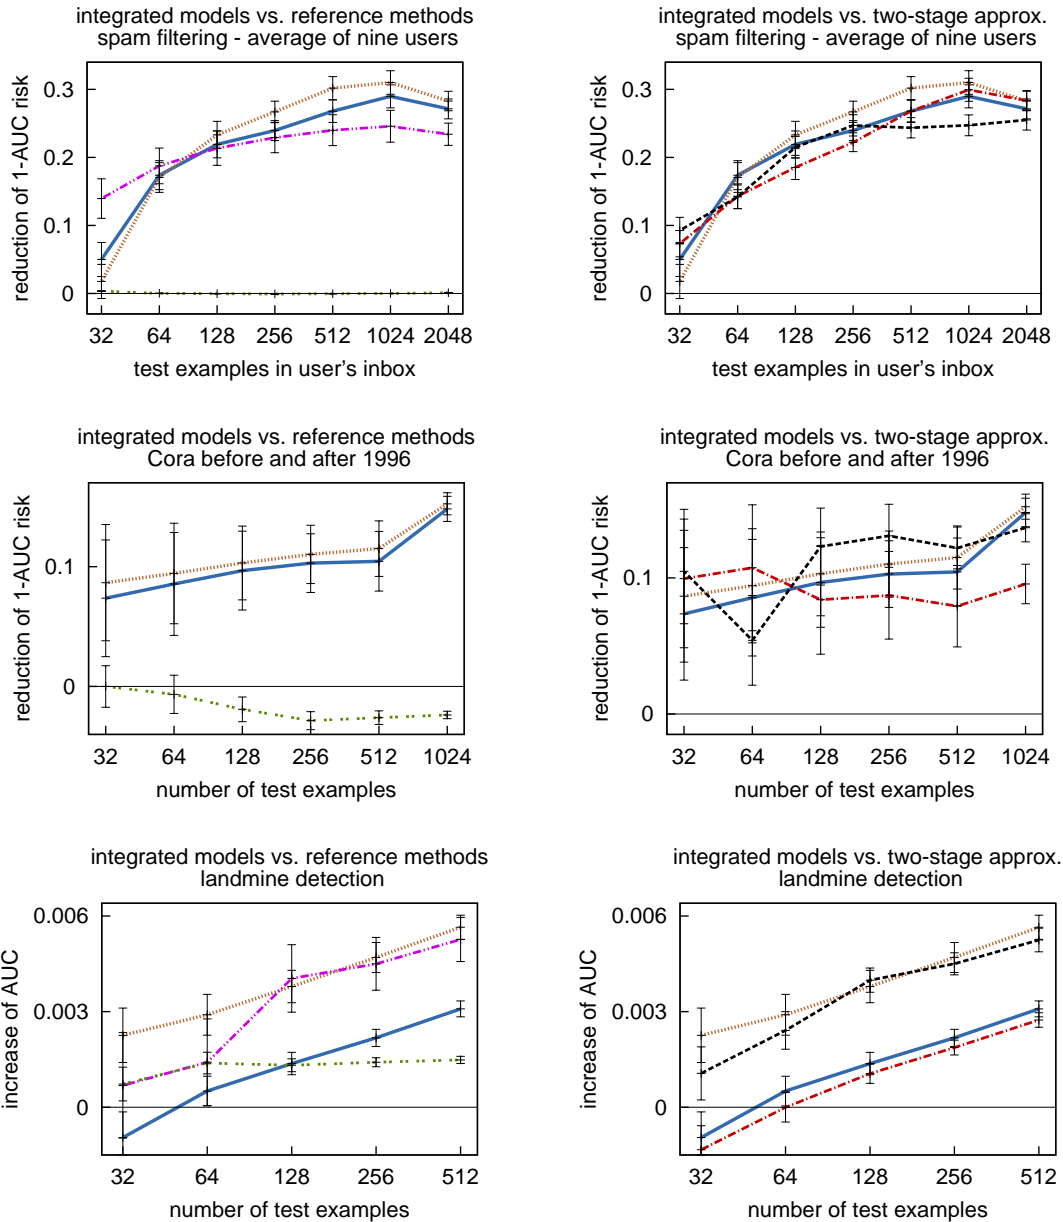 integrated models vs. reference methods
spam filtering - average of nine users
reduction of 1-AUC risk
0.3
0.2
0.1
0
32 64 128 256 512 1024 2048
test examples in user's inbox
integrated models vs. two-stage approx.
spam filtering - average of nine users
reduction of 1-AUC risk
0.3
0.2
0.1
0
32 64 128 256 512 1024 2048
test examples in user's inbox
integrated models vs. reference methods
Cora before and after 1996
reduction of 1-AUC risk
0.1
0
32 64 128 256 512 1024
number of test examples
integrated models vs. two-stage approx.
Cora before and after 1996
reduction of 1-AUC risk
0.1
0
32 64 128 256 512 1024
number of test examples
integrated models vs. reference methods
landmine detection
increase of AUC
0.006
0.003
0
32 64 128 256 512
number of test examples
integrated models vs. two-stage approx.
landmine detection
increase of AUC
0.006
0.003
0
32 64 128 256 512
number of test examples